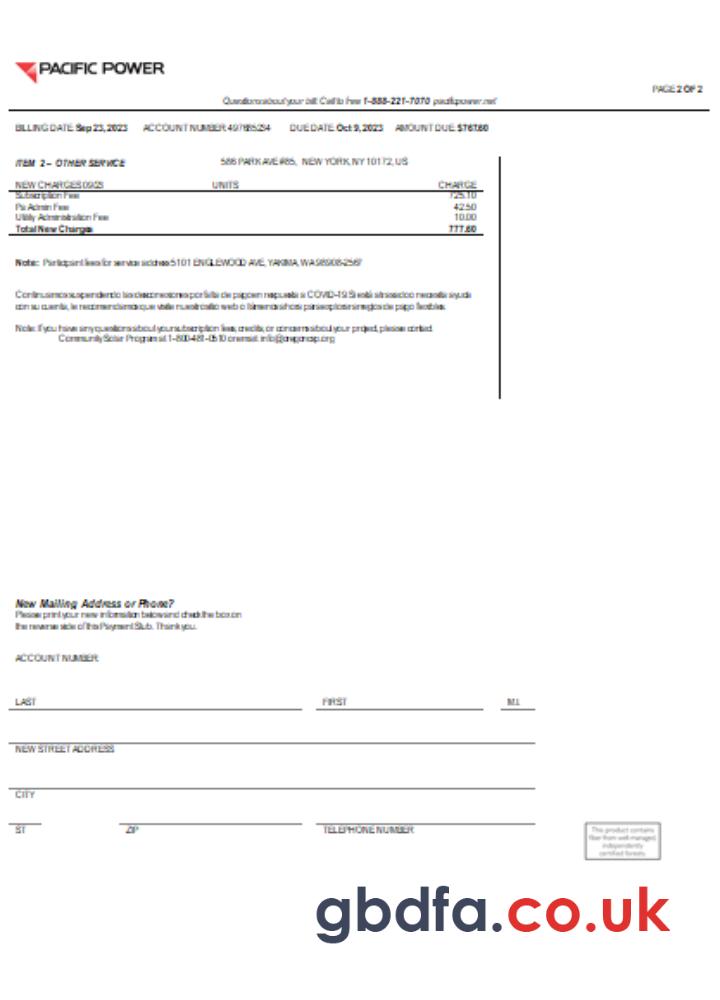 PACIFIC POWER
PAGE 2 OF 2
Questions about your bill: Call to free 1-888-221-7070 pacificpower.net
BILLING DATE: Sep 23, 2023 ACCOUNT NUMBER: 497685234 DUE DATE: Oct 9, 2023 AMOUNT DUE: $767.60
ITEM 2 – OTHER SERVICE 586 PARK AVE #85, NEW YORK, NY 10172, US
NEW CHARGES 09/23 UNITS CHARGE
Subscription Fee 725.10
Ps Admin Fee 42.50
Utility Administration Fee 10.00
Total New Charges 777.60
Note: Participant fees for service address 5101 ENGLEWOOD AVE, YAKIMA, WA 98908-2567
Continuamos suspendiendo las desconexiones por falta de pago en respuesta a COVID-19. Si está atrasado o necesita ayuda
con su cuenta, le recomendamos que visite nuestro sitio web o llámenos ahora para explorar arreglos de pago flexibles.
Note: If you have any questions about your subscription fees, credits, or concerns about your project, please contact
Community Solar Program at 1-800-481-0510 or email: info@oregoncsp.org
New Mailing Address or Phone?
Please print your new information below and check the box on
the reverse side of this Payment Stub. Thank you.
ACCOUNT NUMBER:
LAST FIRST M.I.
NEW STREET ADDRESS
CITY
ST ZIP TELEPHONE NUMBER
This product contains
fiber from well-managed,
independently
certified forests.
gbdfa.co.uk